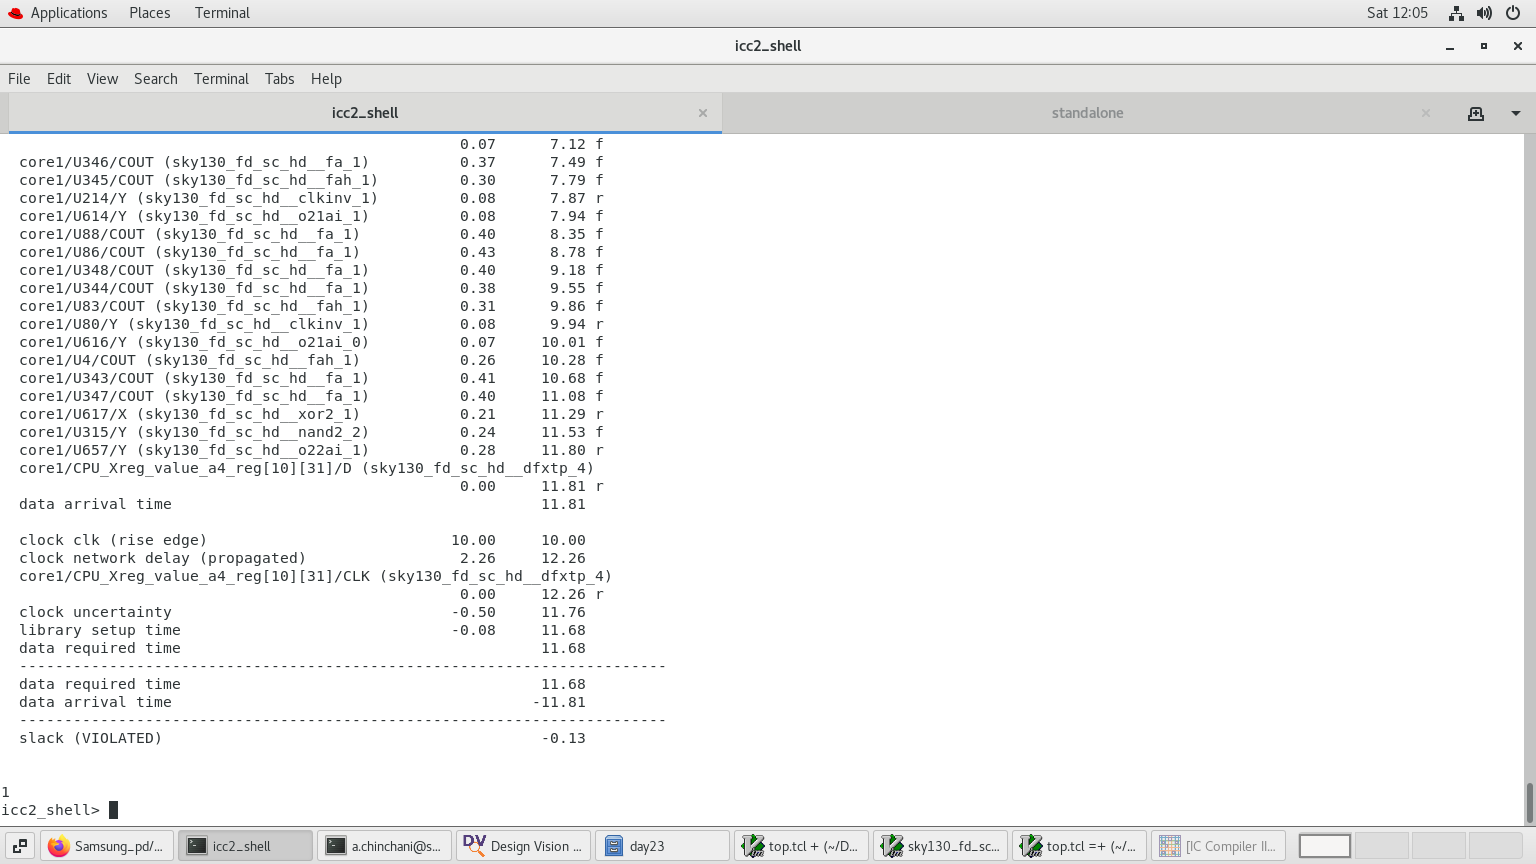 Applications Places Terminal Sat 12:05
icc2_shell
File Edit View Search Terminal Tabs Help
icc2_shell × standalone ×
0.07 7.12 f
core1/U346/COUT (sky130_fd_sc_hd__fa_1) 0.37 7.49 f
core1/U345/COUT (sky130_fd_sc_hd__fah_1) 0.30 7.79 f
core1/U214/Y (sky130_fd_sc_hd__clkinv_1) 0.08 7.87 r
core1/U614/Y (sky130_fd_sc_hd__o21ai_1) 0.08 7.94 f
core1/U88/COUT (sky130_fd_sc_hd__fa_1) 0.40 8.35 f
core1/U86/COUT (sky130_fd_sc_hd__fa_1) 0.43 8.78 f
core1/U348/COUT (sky130_fd_sc_hd__fa_1) 0.40 9.18 f
core1/U344/COUT (sky130_fd_sc_hd__fa_1) 0.38 9.55 f
core1/U83/COUT (sky130_fd_sc_hd__fah_1) 0.31 9.86 f
core1/U80/Y (sky130_fd_sc_hd__clkinv_1) 0.08 9.94 r
core1/U616/Y (sky130_fd_sc_hd__o21ai_0) 0.07 10.01 f
core1/U4/COUT (sky130_fd_sc_hd__fah_1) 0.26 10.28 f
core1/U343/COUT (sky130_fd_sc_hd__fa_1) 0.41 10.68 f
core1/U347/COUT (sky130_fd_sc_hd__fa_1) 0.40 11.08 f
core1/U617/X (sky130_fd_sc_hd__xor2_1) 0.21 11.29 r
core1/U315/Y (sky130_fd_sc_hd__nand2_2) 0.24 11.53 f
core1/U657/Y (sky130_fd_sc_hd__o22ai_1) 0.28 11.80 r
core1/CPU_Xreg_value_a4_reg[10][31]/D (sky130_fd_sc_hd__dfxtp_4)
0.00 11.81 r
data arrival time 11.81
clock clk (rise edge) 10.00 10.00
clock network delay (propagated) 2.26 12.26
core1/CPU_Xreg_value_a4_reg[10][31]/CLK (sky130_fd_sc_hd__dfxtp_4)
0.00 12.26 r
clock uncertainty -0.50 11.76
library setup time -0.08 11.68
data required time 11.68
------------------------------------------------------------------------
data required time 11.68
data arrival time -11.81
------------------------------------------------------------------------
slack (VIOLATED) -0.13
1
icc2_shell>
Samsung_pd/... icc2_shell a.chinchani@s... DV Design Vision ... day23 top.tcl + (~/D... sky130_fd_sc... top.tcl =+ (~/... [IC Compiler II...